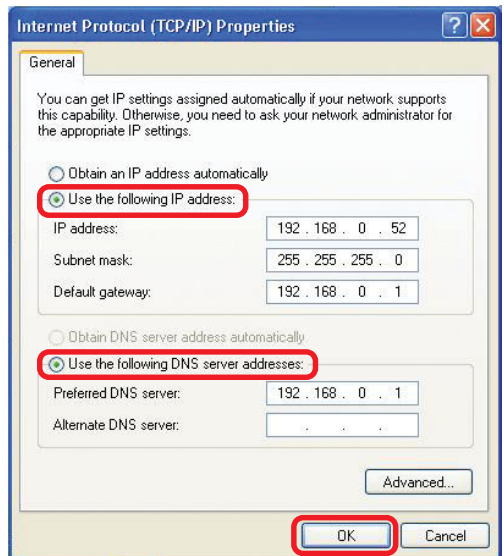 Internet Protocol (TCP/IP) Properties
General
You can get IP settings assigned automatically if your network supports
this capability. Otherwise, you need to ask your network administrator for
the appropriate IP settings.
Obtain an IP address automatically
Use the following IP address:
IP address: 192 . 168 . 0 . 52
Subnet mask: 255 . 255 . 255 . 0
Default gateway: 192 . 168 . 0 . 1
Obtain DNS server address automatically
Use the following DNS server addresses:
Preferred DNS server: 192 . 168 . 0 . 1
Alternate DNS server: . . .
Advanced...
OK Cancel